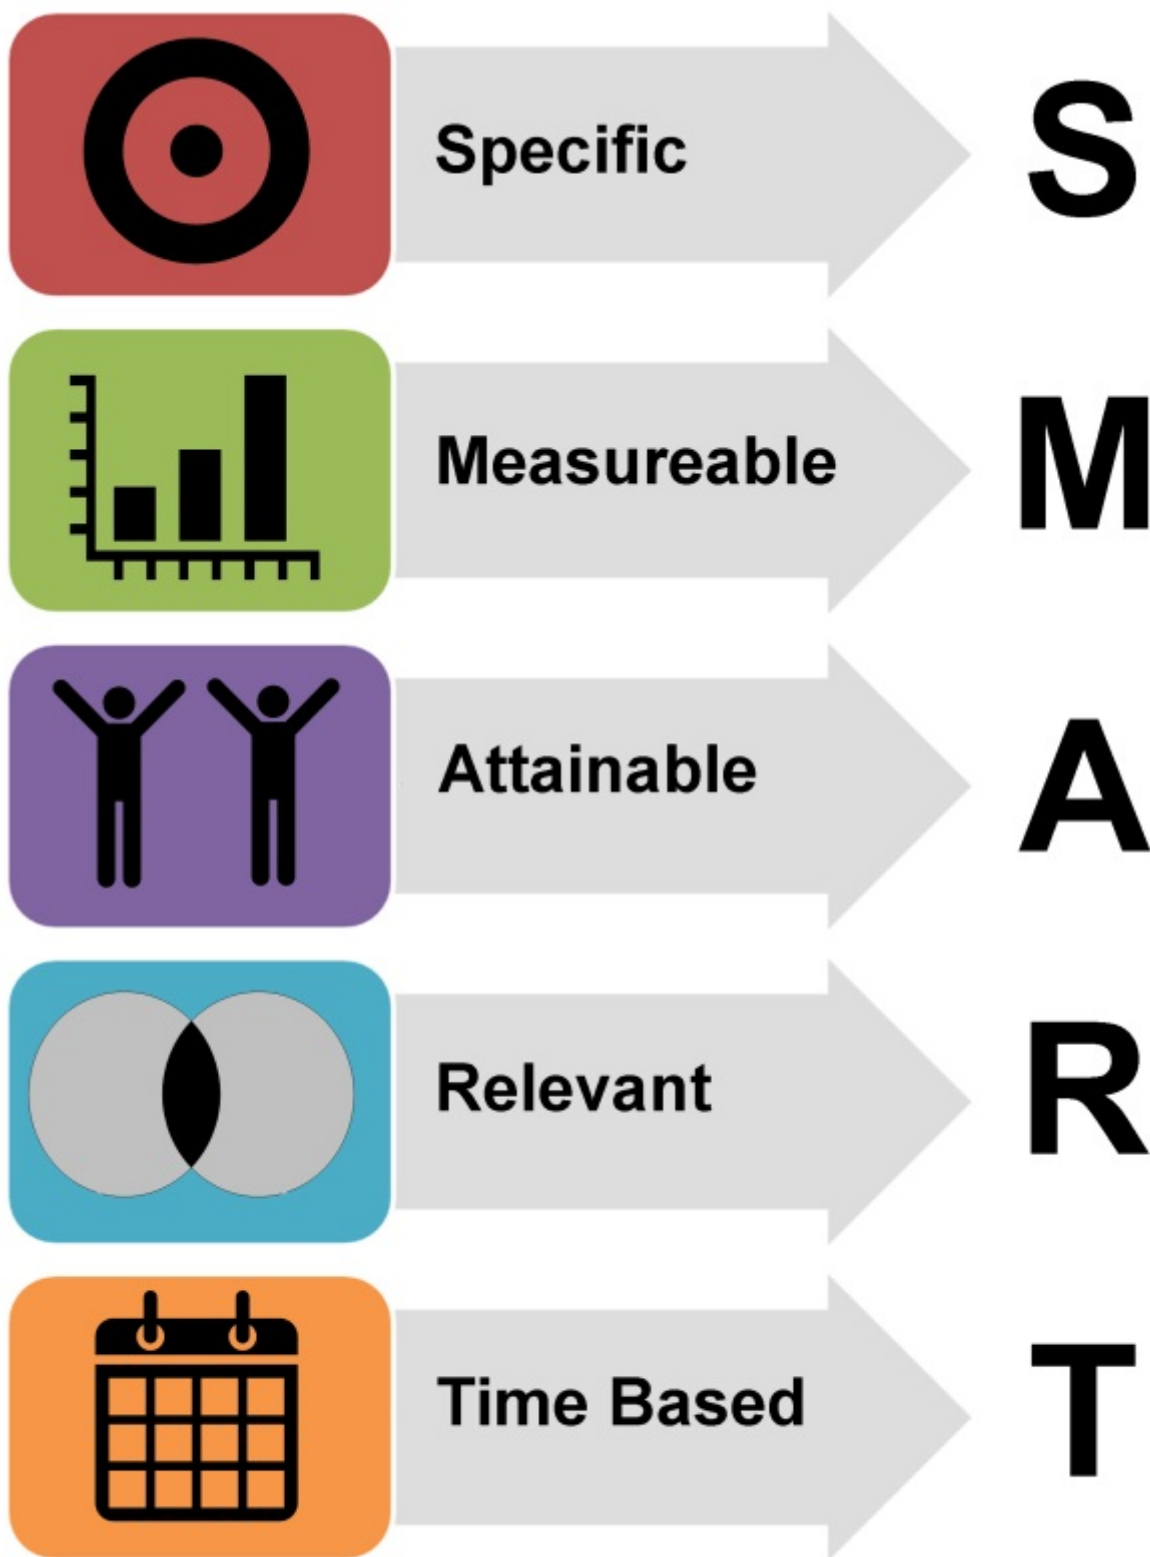 Specific S
Measureable M
Attainable A
Relevant R
Time Based T